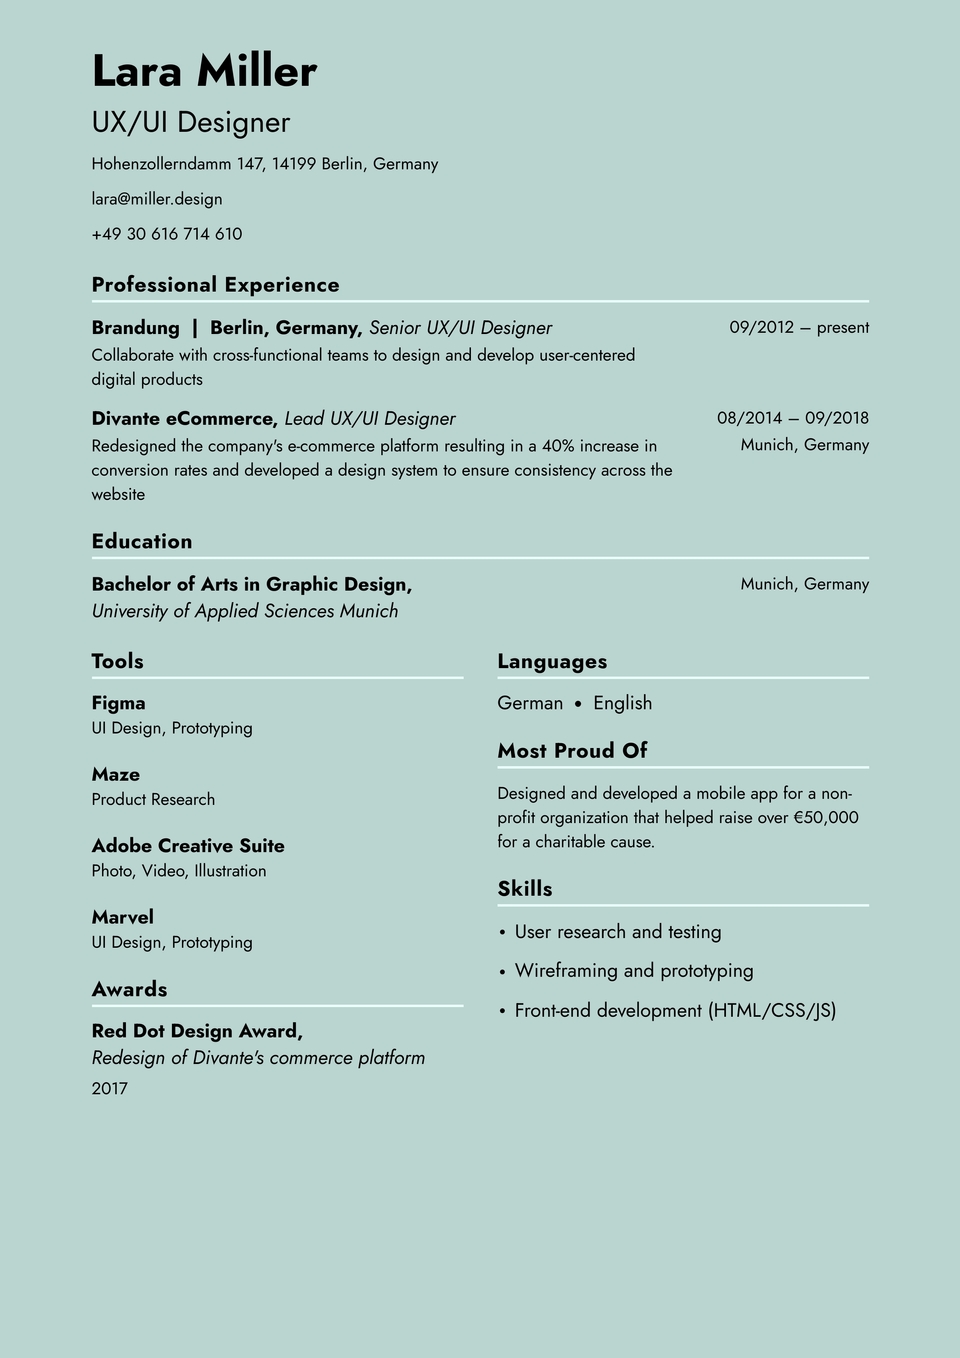 Lara Miller
UX/UI Designer
Hohenzollerndamm 147, 14199 Berlin, Germany
lara@miller.design
+49 30 616 714 610
Professional Experience
Brandung | Berlin, Germany, Senior UX/UI Designer 09/2012 – present
Collaborate with cross-functional teams to design and develop user-centered
digital products
Divante eCommerce, Lead UX/UI Designer 08/2014 – 09/2018
Redesigned the company's e-commerce platform resulting in a 40% increase in Munich, Germany
conversion rates and developed a design system to ensure consistency across the
website
Education
Bachelor of Arts in Graphic Design, Munich, Germany
University of Applied Sciences Munich
Tools
Figma
UI Design, Prototyping
Maze
Product Research
Adobe Creative Suite
Photo, Video, Illustration
Marvel
UI Design, Prototyping
Awards
Red Dot Design Award,
Redesign of Divante's commerce platform
2017
Languages
German • English
Most Proud Of
Designed and developed a mobile app for a non-
profit organization that helped raise over €50,000
for a charitable cause.
Skills
• User research and testing
• Wireframing and prototyping
• Front-end development (HTML/CSS/JS)